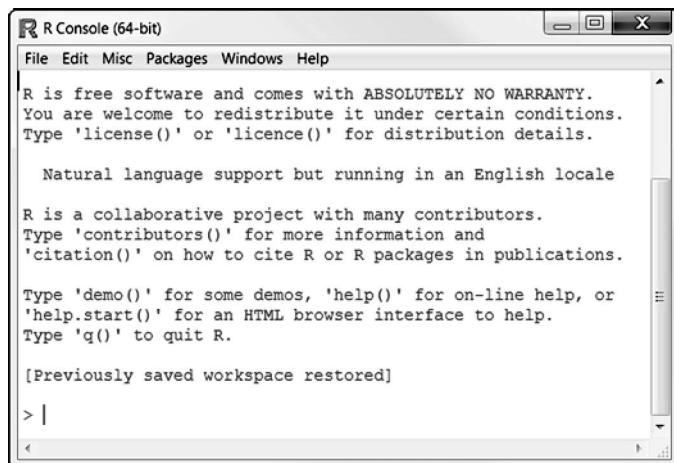 R R Console (64-bit)
File Edit Misc Packages Windows Help
R is free software and comes with ABSOLUTELY NO WARRANTY.
You are welcome to redistribute it under certain conditions.
Type 'license()' or 'licence()' for distribution details.
Natural language support but running in an English locale
R is a collaborative project with many contributors.
Type 'contributors()' for more information and
'citation()' on how to cite R or R packages in publications.
Type 'demo()' for some demos, 'help()' for on-line help, or
'help.start()' for an HTML browser interface to help.
Type 'q()' to quit R.
[Previously saved workspace restored]
>